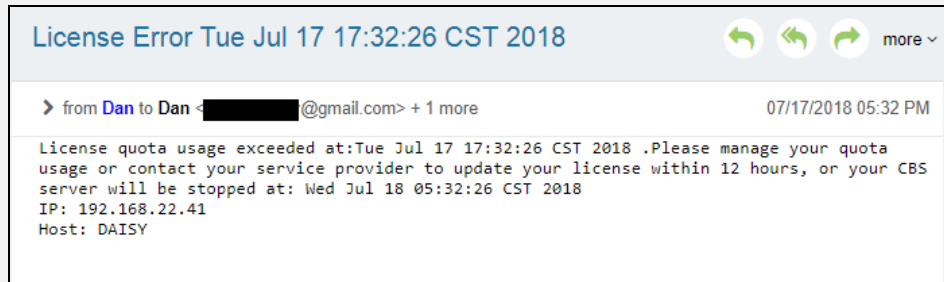 License Error Tue Jul 17 17:32:26 CST 2018
more
from Dan to Dan < @gmail.com> + 1 more
07/17/2018 05:32 PM
License quota usage exceeded at:Tue Jul 17 17:32:26 CST 2018 .Please manage your quota
usage or contact your service provider to update your license within 12 hours, or your CBS
server will be stopped at: Wed Jul 18 05:32:26 CST 2018
IP: 192.168.22.41
Host: DAISY